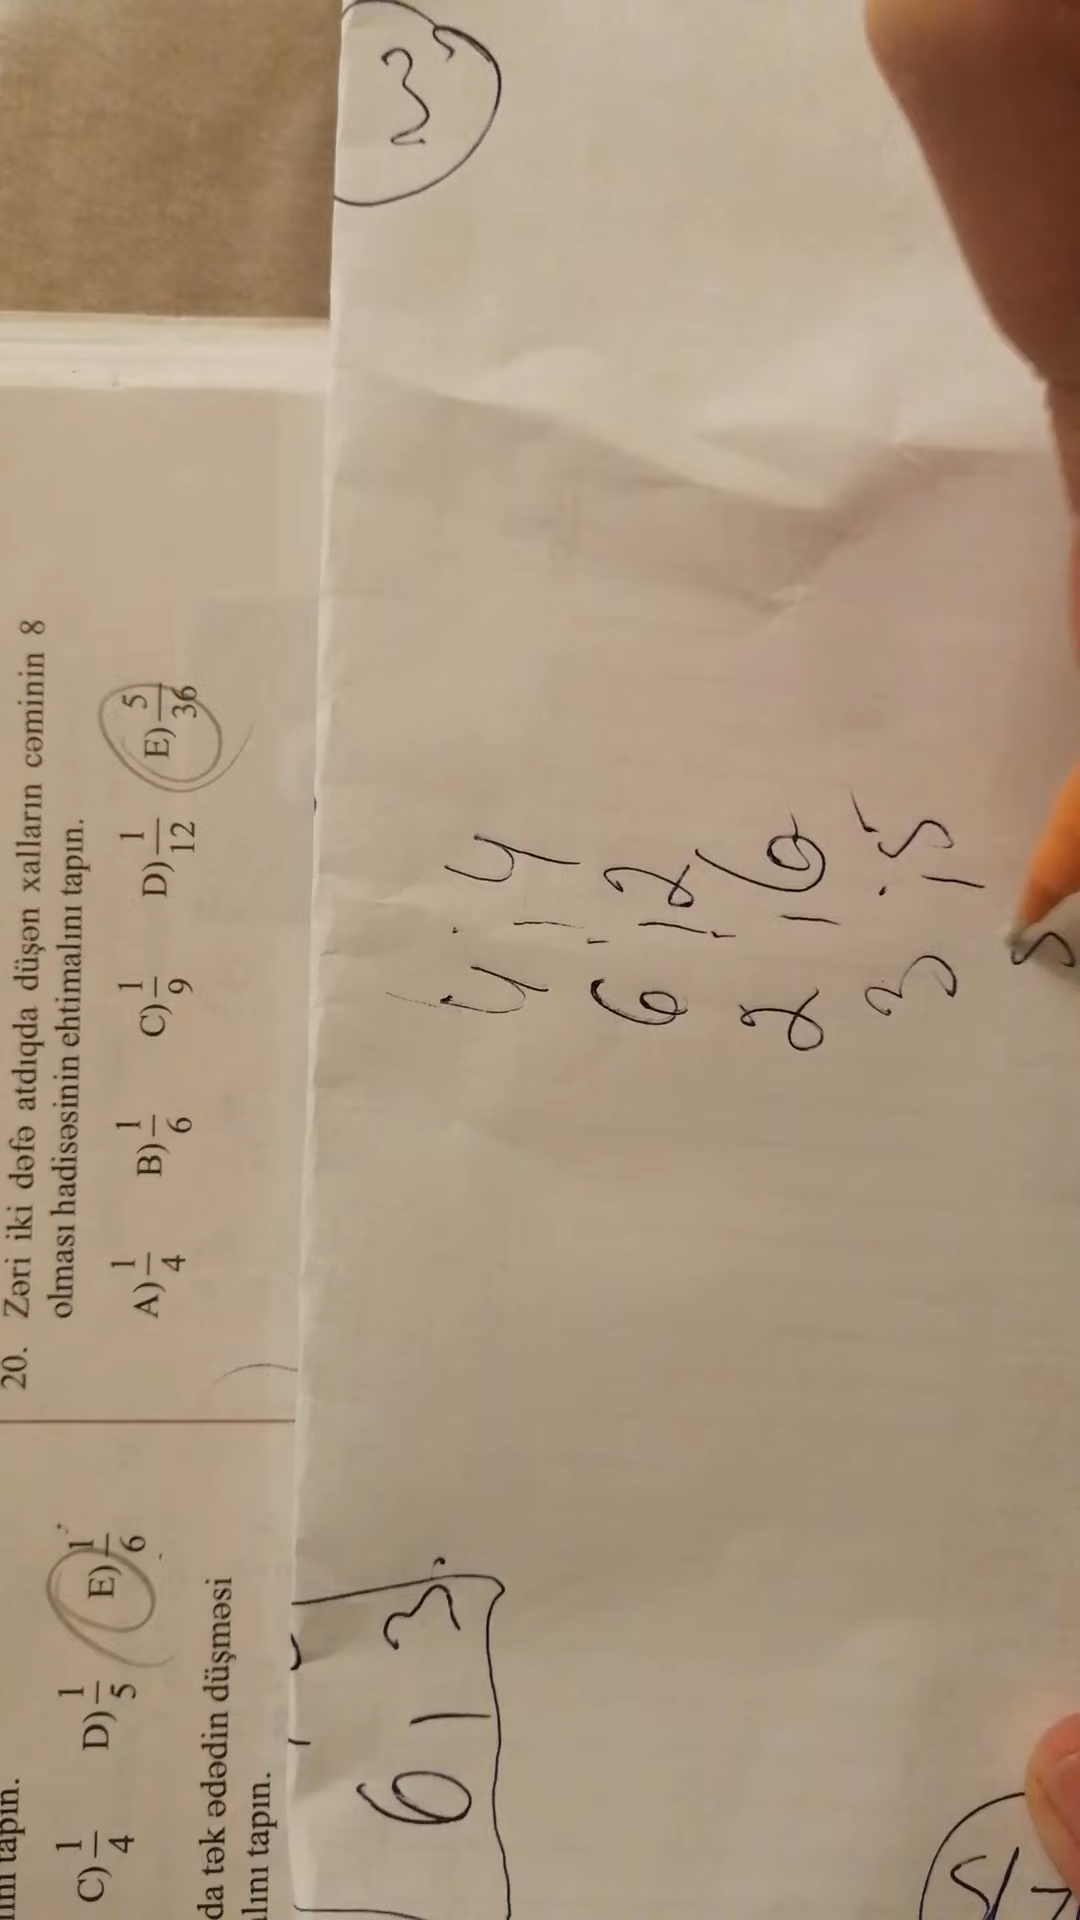 20. Zəri iki dəfə atdıqda düşən xalların cəminin 8
olması hadisəsinin ehtimalını tapın.
A) 1/4 B) 1/6 C) 1/9 D) 1/12 E) 5/36
tapın.
C) 1/4 D) 1/5 E) 1/6
da tək ədədin düşməsi
tapın.
3
6 1 3
4 , 4
6 , 2
2 , 6
3 , 5
5